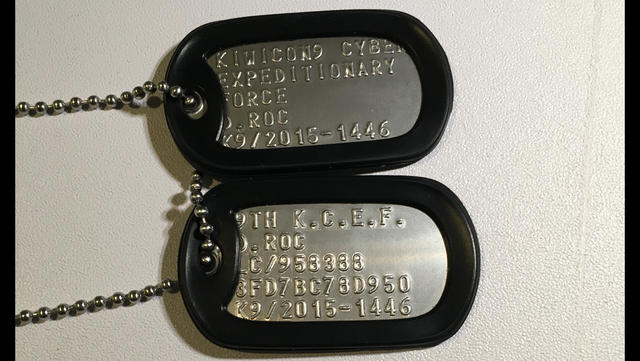 KIWICON9 CYBER
EXPEDITIONARY
FORCE
D.ROC
K9/2015-1446
9TH K.C.E.F.
D.ROC
LC/958388
3FD7BC78D950
K9/2015-1446